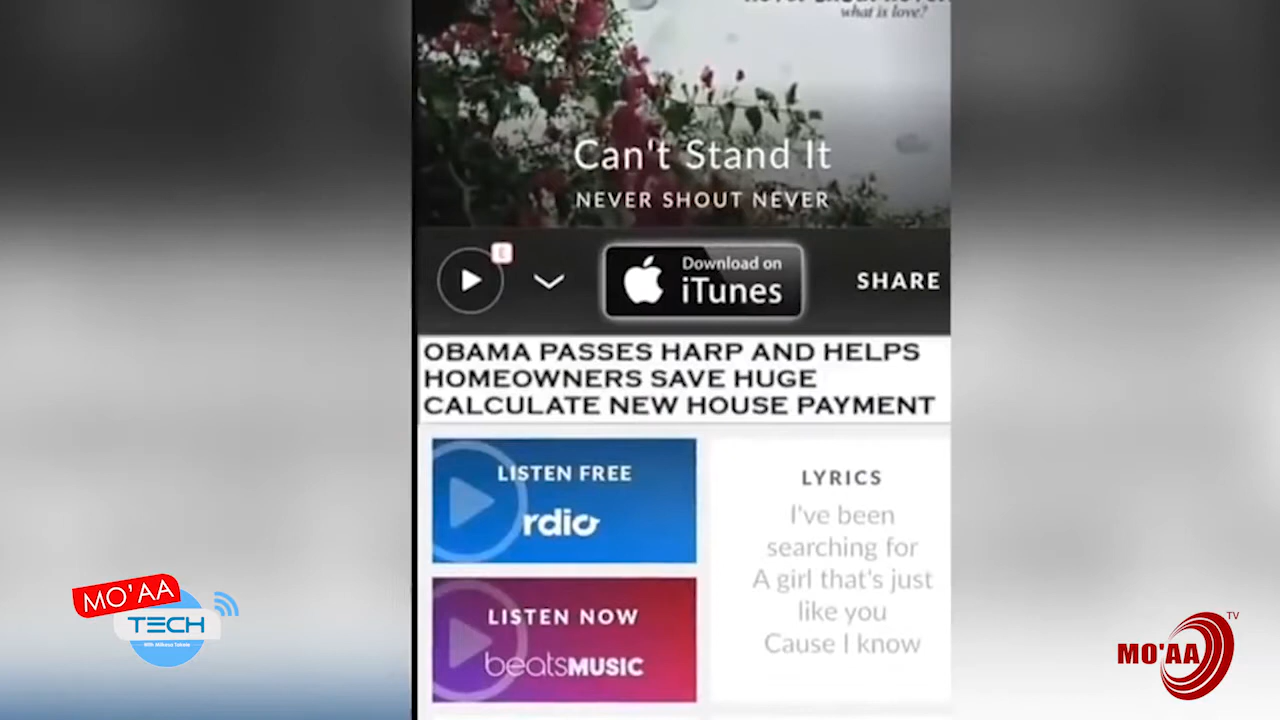 what is love?
Can't Stand It
NEVER SHOUT NEVER
E
Download on
iTunes
SHARE
OBAMA PASSES HARP AND HELPS
HOMEOWNERS SAVE HUGE
CALCULATE NEW HOUSE PAYMENT
LISTEN FREE
rdio
LISTEN NOW
beatsMUSIC
LYRICS
I've been
searching for
A girl that's just
like you
Cause I know
MO'AA
TECH
MO'AA
TV